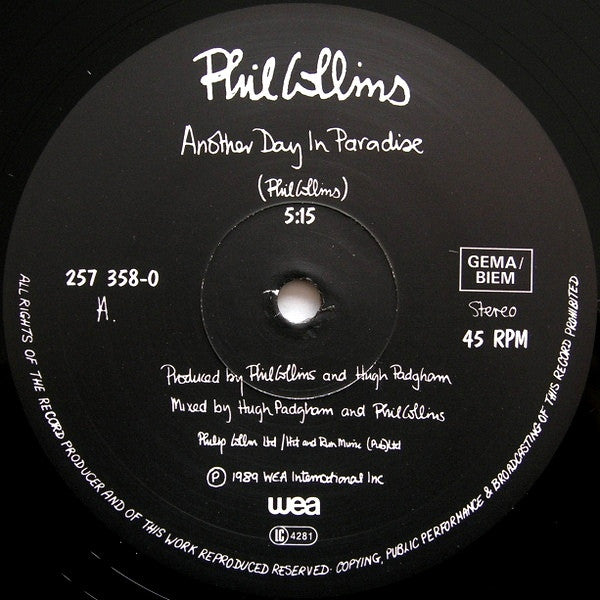 Phil Collins
Another Day In Paradise
(Phil Collins)
5:15
257 358-0
A.
GEMA/
BIEM
Stereo
45 RPM
Produced by Phil Collins and Hugh Padgham
Mixed by Hugh Padgham and Phil Collins
Philip Collins Ltd / Hit and Run Music (Pub) Ltd
℗ 1989 WEA International Inc
wea
LC 4281
ALL RIGHTS OF THE RECORD PRODUCER AND OF THIS WORK REPRODUCED RESERVED· COPYING, PUBLIC PERFORMANCE & BROADCASTING OF THIS RECORD PROHIBITED